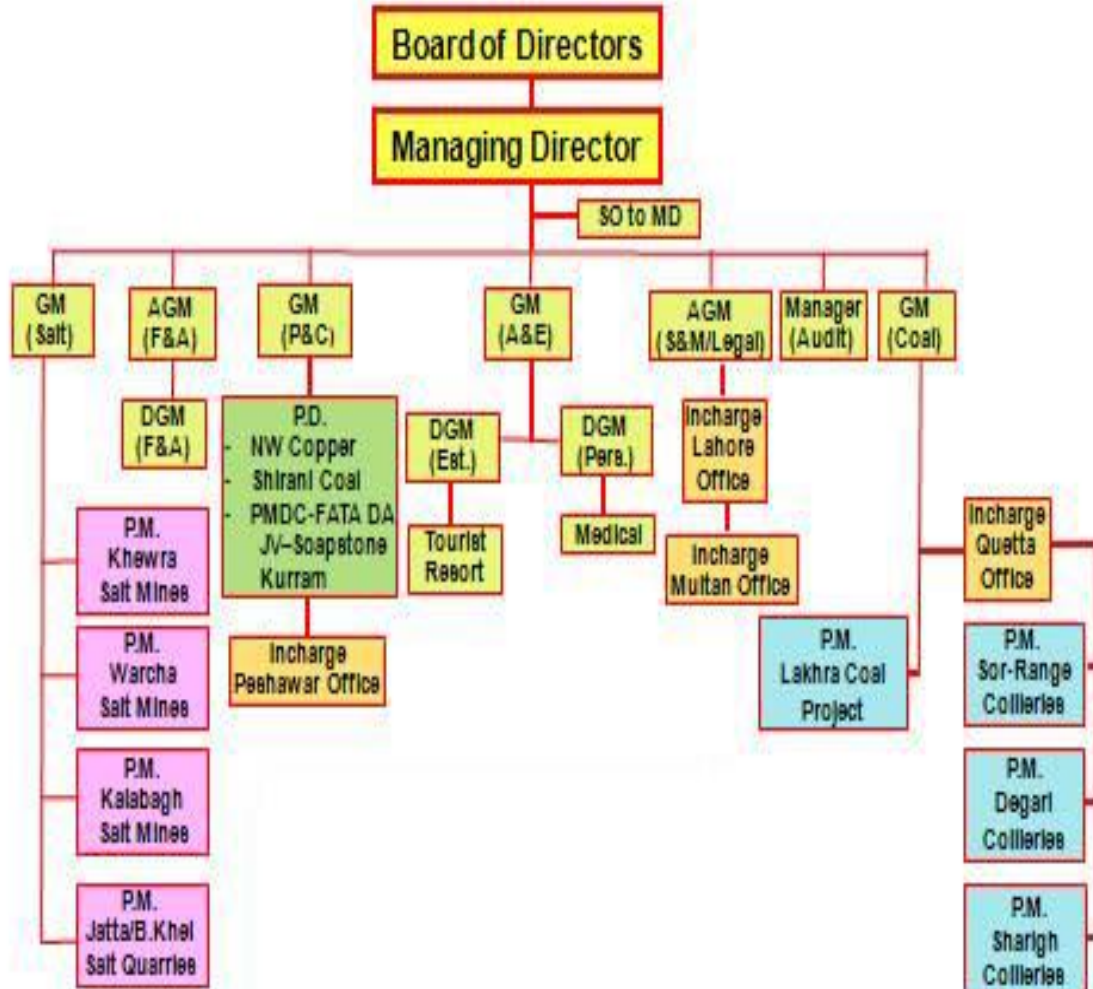 Board of Directors
Managing Director
SO to MD
GM
(Salt)
AGM
(F&A)
GM
(P&C)
GM
(A&E)
AGM
(S&M/Legal)
Manager
(Audit)
GM
(Coal)
DGM
(F&A)
P.D.
- NW Copper
- Shirani Coal
- PMDC-FATA DA
JV-Soapstone
Kurram
DGM
(Est.)
DGM
(Pers.)
Incharge
Lahore
Office
Tourist
Resort
Medical
Incharge
Multan Office
Incharge
Quetta
Office
P.M.
Khewra
Salt Mines
P.M.
Warcha
Salt Mines
Incharge
Peshawar Office
P.M.
Lakhra Coal
Project
P.M.
Sor-Range
Collieries
P.M.
Kalabagh
Salt Mines
P.M.
Degari
Collieries
P.M.
Jatta/B.Khel
Salt Quarries
P.M.
Sharigh
Collieries